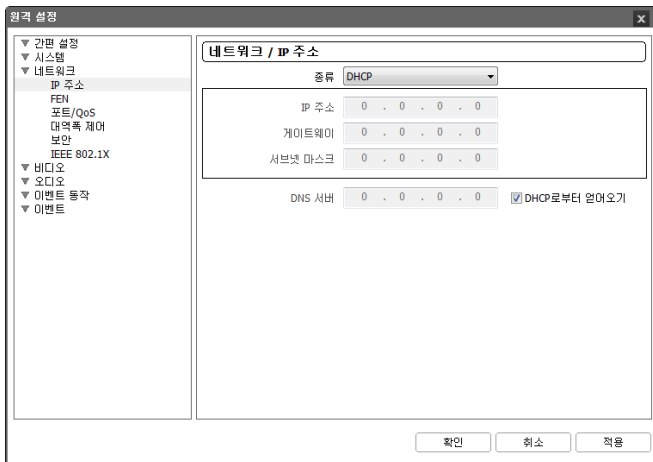 원격 설정
x
간편 설정
시스템
네트워크
IP 주소
FEN
포트/QoS
대역폭 제어
보안
IEEE 802.1X
비디오
오디오
이벤트 동작
이벤트
네트워크 / IP 주소
종류 DHCP
IP 주소 0 . 0 . 0 . 0
게이트웨이 0 . 0 . 0 . 0
서브넷 마스크 0 . 0 . 0 . 0
DNS 서버 0 . 0 . 0 . 0 DHCP로부터 얻어오기
확인 취소 적용